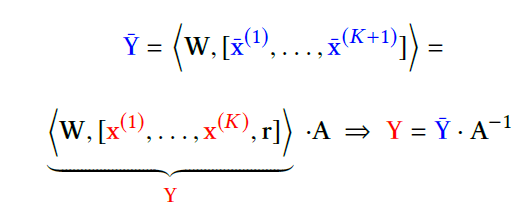 Ȳ = ⟨W, [x̄⁽¹⁾, . . . , x̄⁽ᴷ⁺¹⁾]⟩ =
⟨W, [x⁽¹⁾, . . . , x⁽ᴷ⁾, r]⟩ ·A ⇒ Y = Ȳ · A⁻¹
Y